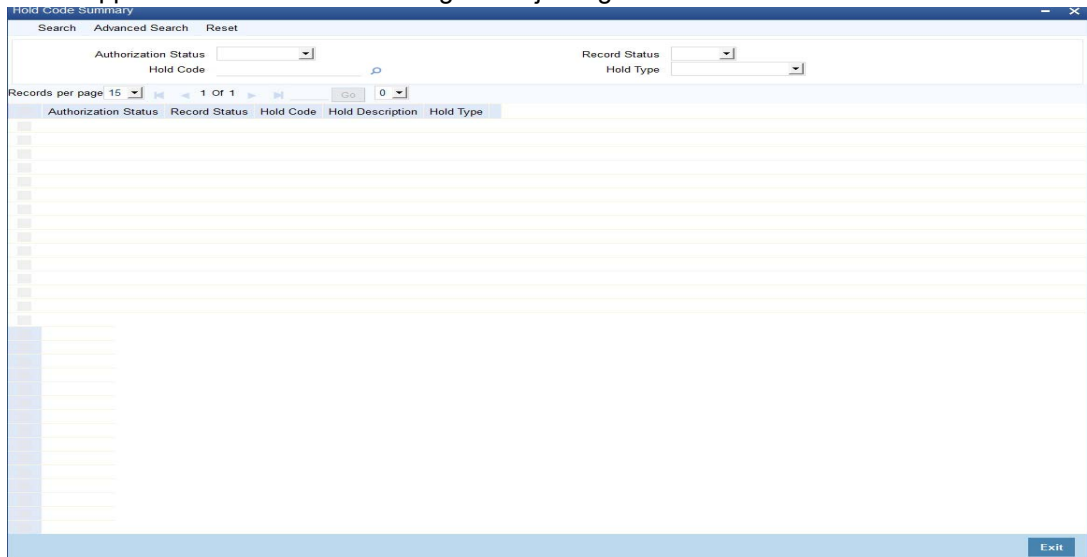 Hold Code Summary
Search Advanced Search Reset
Authorization Status Record Status
Hold Code Hold Type
Records per page 15 1 Of 1 Go 0
Authorization Status Record Status Hold Code Hold Description Hold Type
Exit